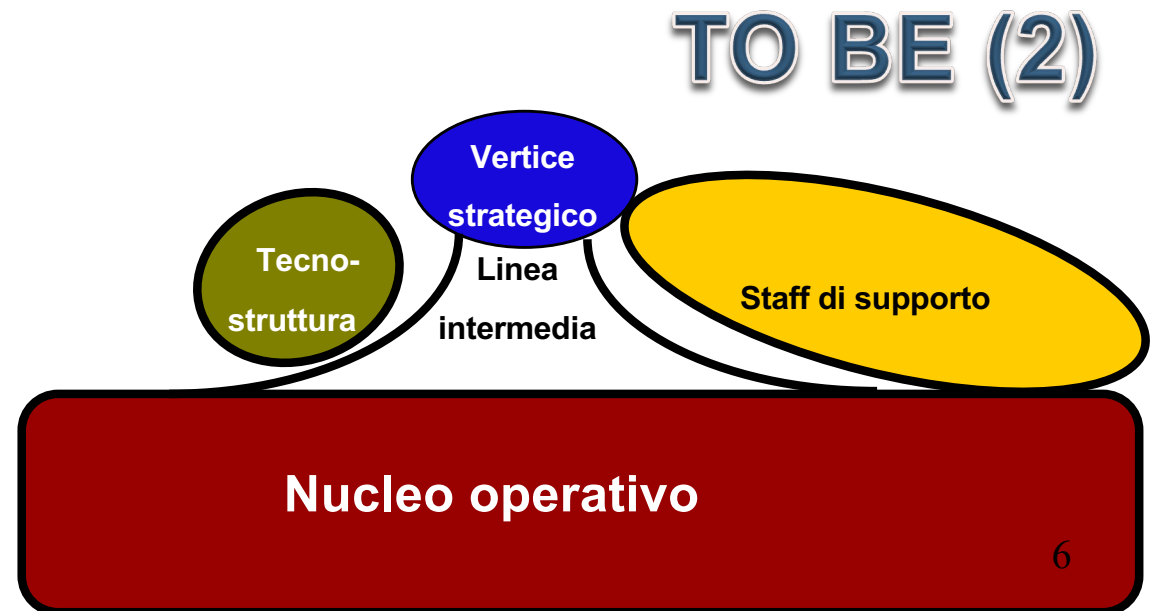 TO BE (2)
Vertice
strategico
Tecno-
struttura
Linea
intermedia
Staff di supporto
Nucleo operativo
6